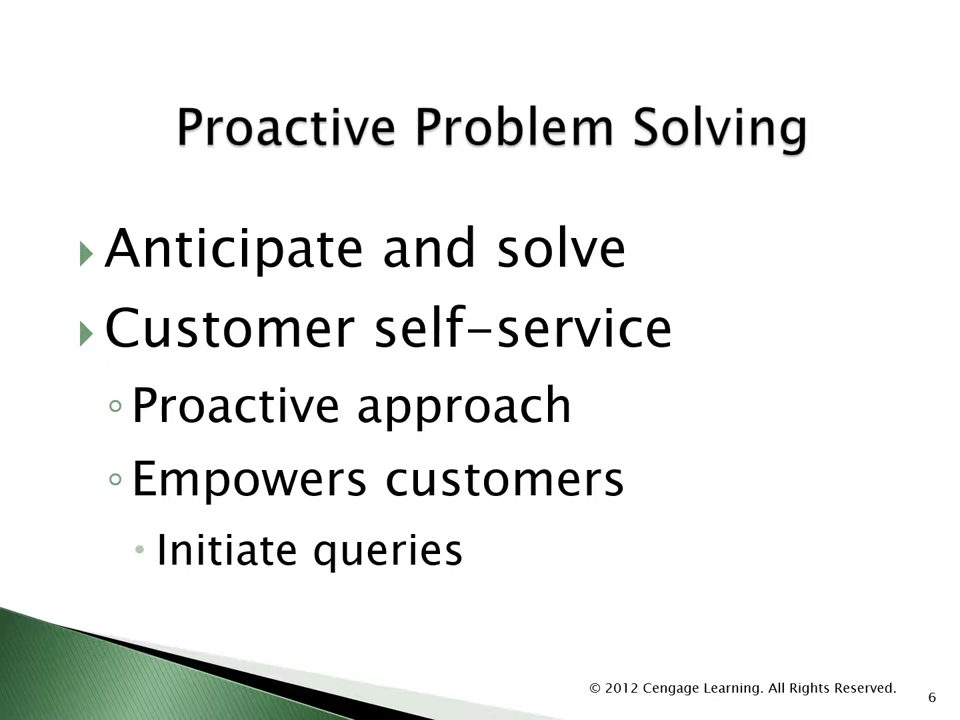 Proactive Problem Solving
Anticipate and solve
Customer self-service
Proactive approach
Empowers customers
Initiate queries
© 2012 Cengage Learning. All Rights Reserved.
6